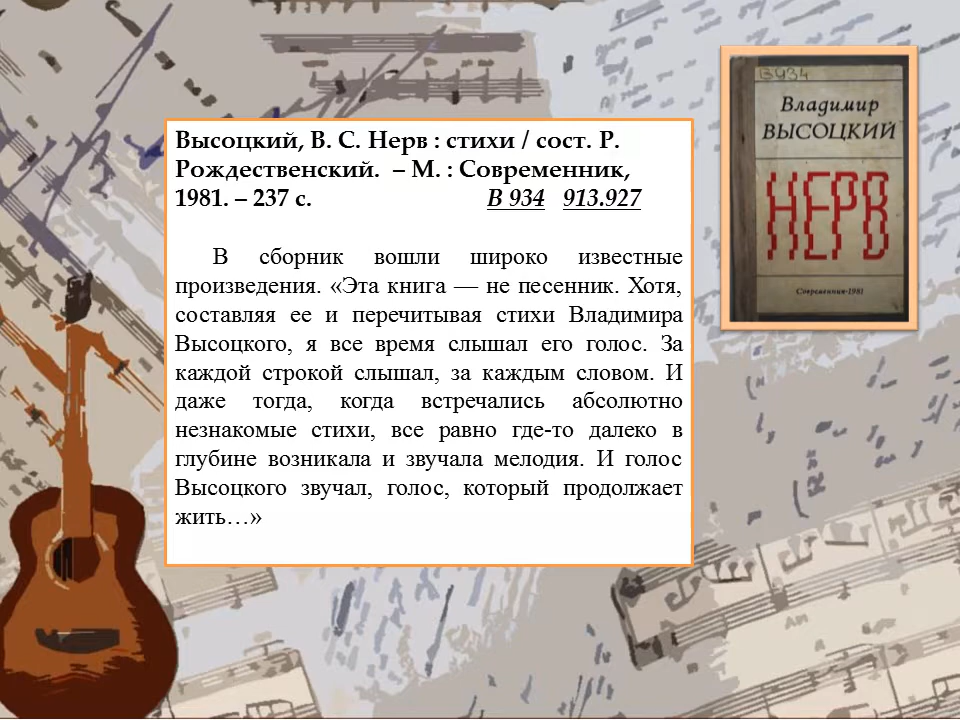 Высоцкий, В. С. Нерв : стихи / сост. Р.
Рождественский.  – М. : Современник,
1981. – 237 с. В 934 913.927
В сборник вошли широко известные
произведения. «Эта книга — не песенник. Хотя,
составляя ее и перечитывая стихи Владимира
Высоцкого, я все время слышал его голос. За
каждой строкой слышал, за каждым словом. И
даже тогда, когда встречались абсолютно
незнакомые стихи, все равно где-то далеко в
глубине возникала и звучала мелодия. И голос
Высоцкого звучал, голос, который продолжает
жить…»
В934
Владимир
ВЫСОЦКИЙ
НЕРВ
Современник·1981